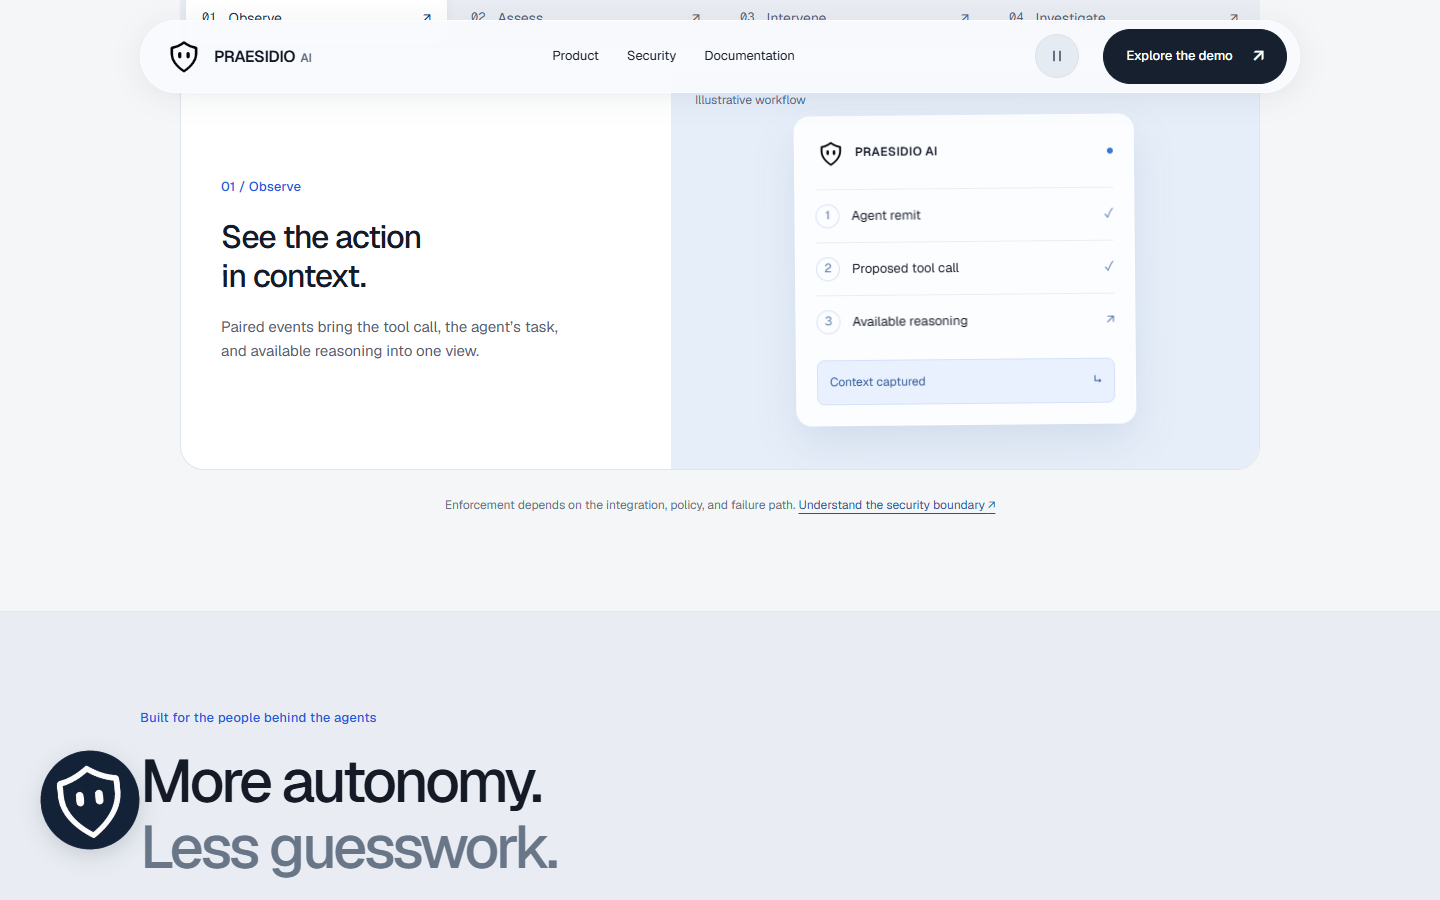 01 Observe
02 Assess
03 Intervene
04 Investigate
PRAESIDIO AI
Product
Security
Documentation
Explore the demo
Illustrative workflow
01 / Observe
See the action
in context.
Paired events bring the tool call, the agent’s task,
and available reasoning into one view.
PRAESIDIO AI
1 Agent remit
2 Proposed tool call
3 Available reasoning
Context captured
Enforcement depends on the integration, policy, and failure path. Understand the security boundary
Built for the people behind the agents
More autonomy.
Less guesswork.